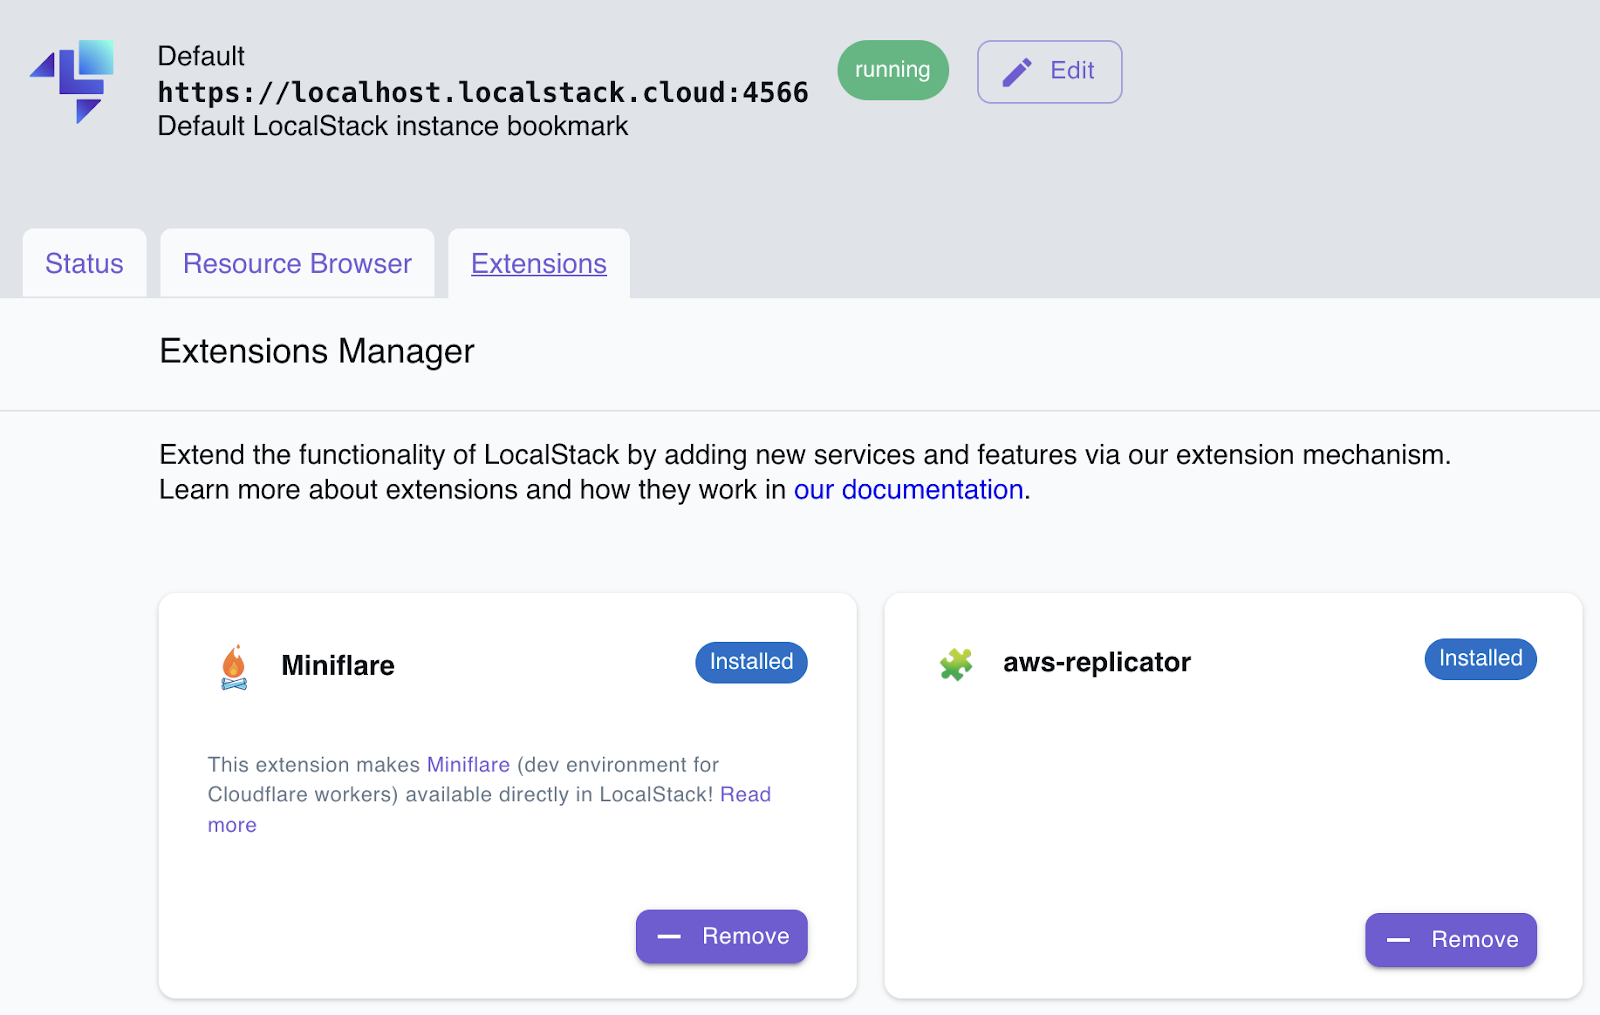 Default
https://localhost.localstack.cloud:4566
Default LocalStack instance bookmark
running
Edit
Status
Resource Browser
Extensions
Extensions Manager
Extend the functionality of LocalStack by adding new services and features via our extension mechanism.
Learn more about extensions and how they work in our documentation.
Miniflare
Installed
This extension makes Miniflare (dev environment for
Cloudflare workers) available directly in LocalStack! Read
more
Remove
aws-replicator
Installed
Remove